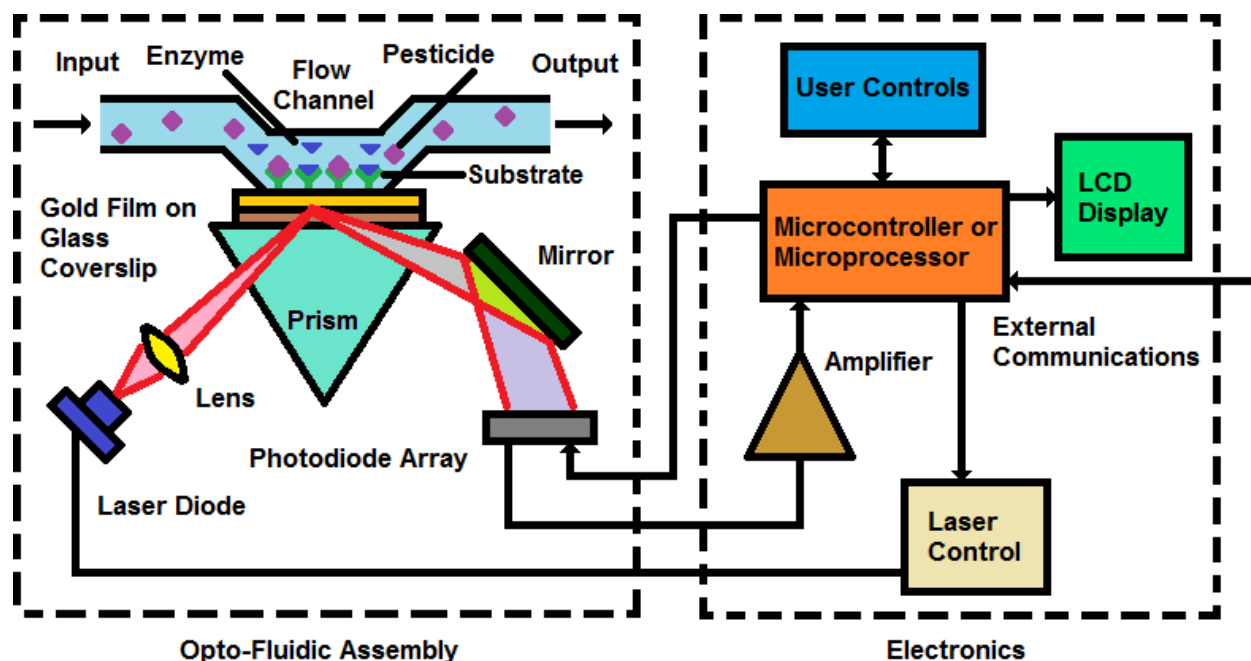 Input
Enzyme
Flow
Channel
Pesticide
Output
Substrate
Gold Film on
Glass
Coverslip
Mirror
Prism
Lens
Photodiode Array
Laser Diode
Opto-Fluidic Assembly
User Controls
LCD
Display
Microcontroller or
Microprocessor
External
Communications
Amplifier
Laser
Control
Electronics